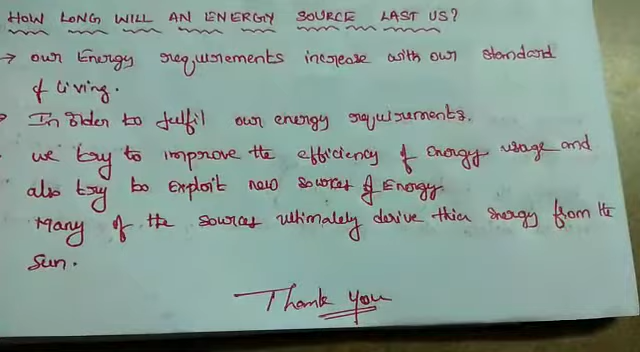 HOW LONG WILL AN ENERGY SOURCE LAST US?
→ our Energy requirements increase with our standard
of living.
In order to fulfil our energy requirements.
we try to improve the efficiency of energy usage and
also try to exploit new sources of Energy
Many of the sources ultimately derive their energy from the
Sun.
Thank you